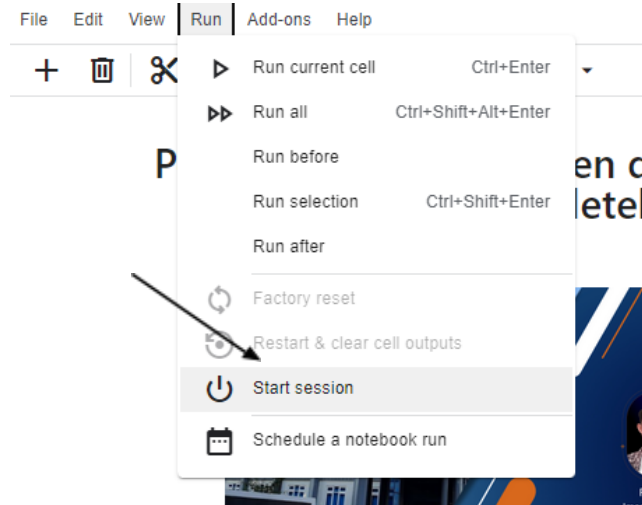 File Edit View Run Add-ons Help
Run current cell Ctrl+Enter
Run all Ctrl+Shift+Alt+Enter
Run before
Run selection Ctrl+Shift+Enter
Run after
Factory reset
Restart & clear cell outputs
Start session
Schedule a notebook run